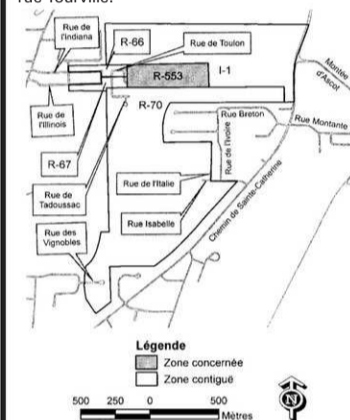 rue Tourville.
Rue de l'Indiana
R-66
Rue de Toulon
R-553
I-1
Montée d'Ascot
Rue de l'Illinois
R-70
Rue Breton
Rue Montante
Rue de l'Ivoire
R-67
Rue de l'Italie
Rue de Tadoussac
Rue Isabelle
Chemin de Sainte-Catherine
Rue des Vignobles
Légende
Zone concernée
Zone contiguë
500 250 0 500
Mètres
N